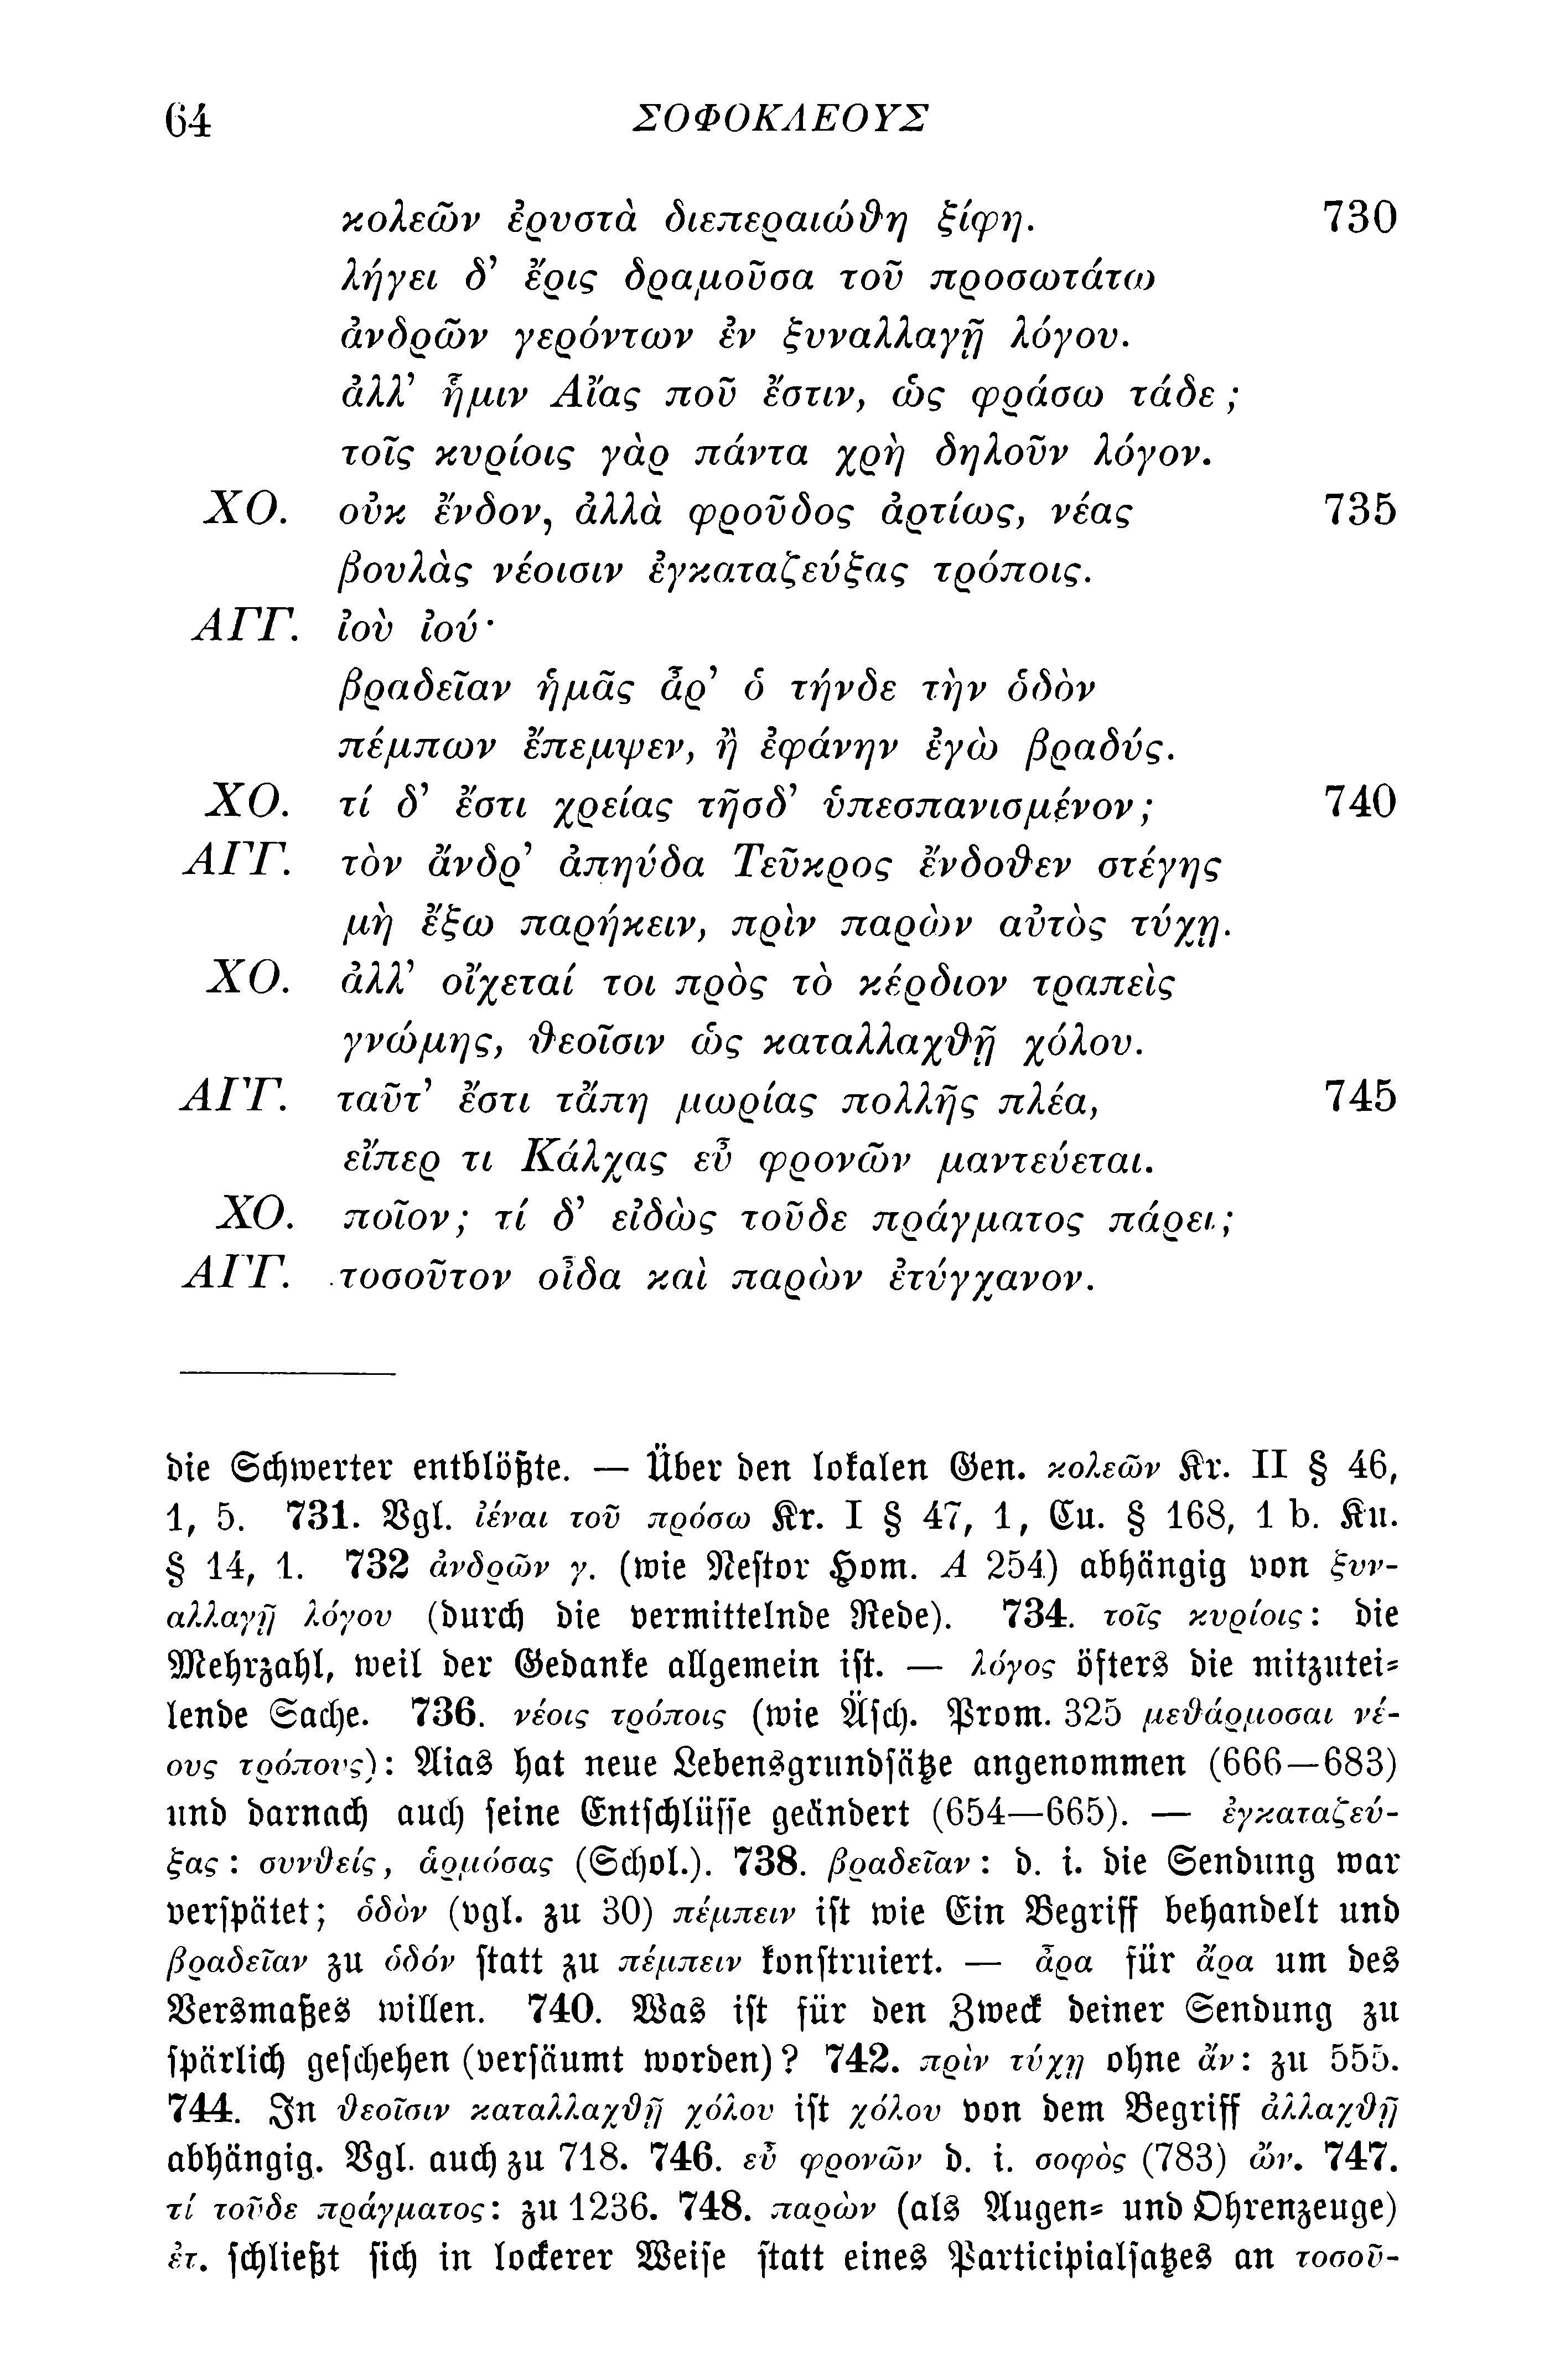 64 ΣΟΦΟΚΛΕΟΥΣ
κολεῶν ἐρυστὰ διεπεραιώθη ξίφη. 730
λήγει δ’ ἔρις δραμοῦσα τοῦ προσωτάτω
ἀνδρῶν γερόντων ἐν ξυναλλαγῇ λόγου.
ἀλλ’ ἦμιν Αἴας ποῦ ἔστιν, ὡς φράσω τάδε;
τοῖς κυρίοις γὰρ πάντα χρὴ δηλοῦν λόγον.
ΧΟ. οὐκ ἔνδον, ἀλλὰ φροῦδος ἀρτίως, νέας 735
βουλὰς νέοισιν ἐγκαταζεύξας τρόποις.
ΑΓΓ. ἰοὺ ἰού·
βραδεῖαν ἡμᾶς ἆρ’ ὁ τήνδε τὴν ὁδὸν
πέμπων ἔπεμψεν, ἢ ἐφάνην ἐγὼ βραδύς.
ΧΟ. τί δ’ ἔστι χρείας τῆσδ’ ὑπεσπανισμένον; 740
ΑΓΓ. τὸν ἄνδρ’ ἀπηύδα Τεῦκρος ἔνδοθεν στέγης
μὴ ἔξω παρήκειν, πρὶν παρὼν αὐτὸς τύχῃ.
ΧΟ. ἀλλ’ οἴχεταί τοι πρὸς τὸ κέρδιον τραπεὶς
γνώμης, θεοῖσιν ὡς καταλλαχθῇ χόλου.
ΑΓΓ. ταῦτ’ ἔστι τἄπη μωρίας πολλῆς πλέα, 745
εἴπερ τι Κάλχας εὖ φρονῶν μαντεύεται.
ΧΟ. ποῖον; τί δ’ εἰδὼς τοῦδε πράγματος πάρει;
ΑΓΓ. τοσοῦτον οἶδα καὶ παρὼν ἐτύγχανον.
die Schwerter entblößte. — Über den lokalen Gen. κολεῶν Kr. II § 46,
1, 5. 731. Vgl. ἰέναι τοῦ πρόσω Kr. I § 47, 1, Cu. § 168, 1 b. Ku.
§ 14, 1. 732 ἀνδρῶν γ. (wie Nestor Hom. Α 254) abhängig von ξυν-
αλλαγῇ λόγου (durch die vermittelnde Rede). 734. τοῖς κυρίοις: die
Mehrzahl, weil der Gedanke allgemein ist. — λόγος öfters die mitzutei-
lende Sache. 736. νέοις τρόποις (wie Äsch. Prom. 325 μεθάρμοσαι νέ-
ους τρόπους): Aias hat neue Lebensgrundsätze angenommen (666—683)
und darnach auch seine Entschlüsse geändert (654—665). — ἐγκαταζεύ-
ξας: συνθείς, ἁρμόσας (Schol.). 738. βραδεῖαν: d. i. die Sendung war
verspätet; ὁδὸν (vgl. zu 30) πέμπειν ist wie Ein Begriff behandelt und
βραδεῖαν zu ὁδόν statt zu πέμπειν konstruiert. — ἆρα für ἄρα um des
Versmaßes willen. 740. Was ist für den Zweck deiner Sendung zu
spärlich geschehen (versäumt worden)? 742. πρὶν τύχῃ ohne ἄν: zu 555.
744. In θεοῖσιν καταλλαχθῇ χόλου ist χόλου von dem Begriff ἀλλαχθῇ
abhängig. Vgl. auch zu 718. 746. εὖ φρονῶν d. i. σοφὸς (783) ὤν. 747.
τί τοῦδε πράγματος: zu 1236. 748. παρὼν (als Augen- und Ohrenzeuge)
ἐτ. schließt sich in lockerer Weise statt eines Participialsatzes an τοσοῦ-